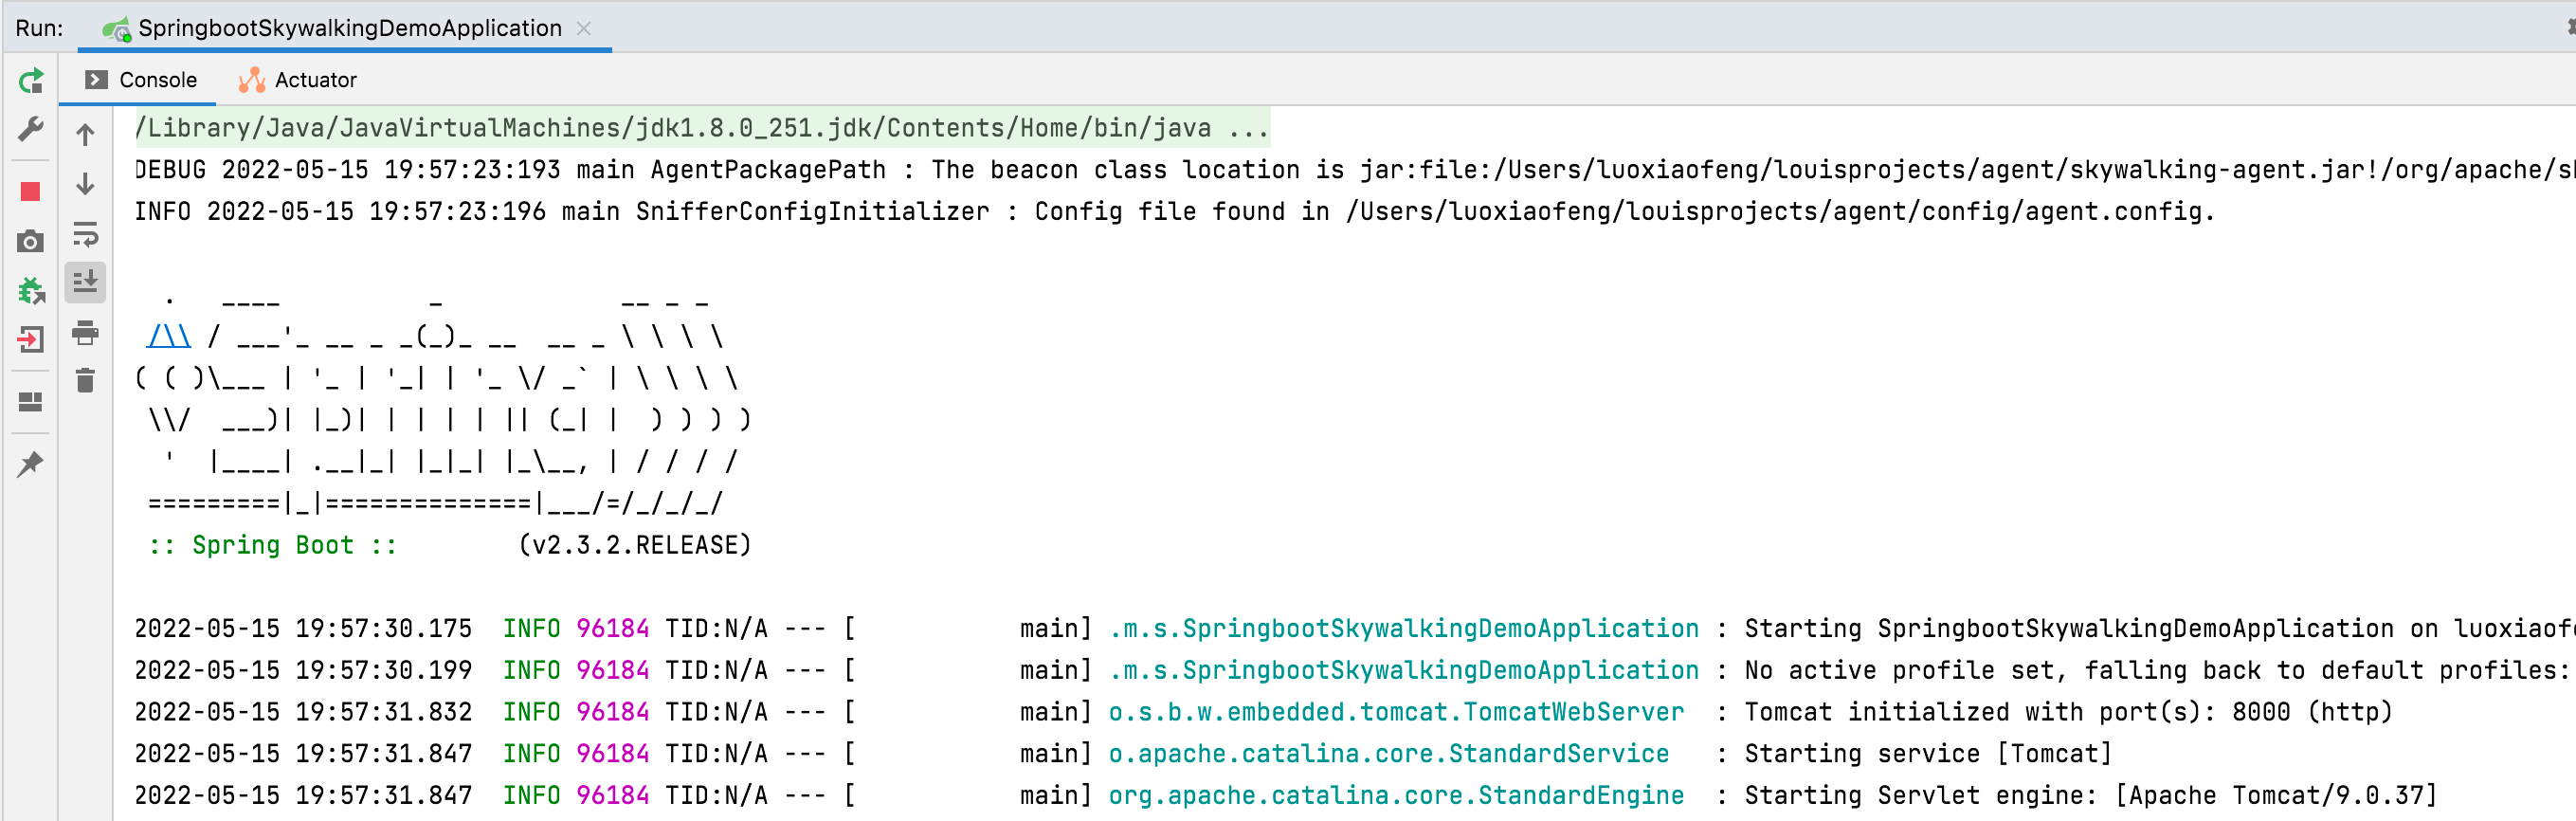 Run: SpringbootSkywalkingDemoApplication
Console Actuator
/Library/Java/JavaVirtualMachines/jdk1.8.0_251.jdk/Contents/Home/bin/java ...
DEBUG 2022-05-15 19:57:23:193 main AgentPackagePath : The beacon class location is jar:file:/Users/luoxiaofeng/louisprojects/agent/skywalking-agent.jar!/org/apache/s
INFO 2022-05-15 19:57:23:196 main SnifferConfigInitializer : Config file found in /Users/luoxiaofeng/louisprojects/agent/config/agent.config.
  .   ____          _            __ _ _
 /\\ / ___'_ __ _ _(_)_ __  __ _ \ \ \ \
( ( )\___ | '_ | '_| | '_ \/ _` | \ \ \ \
 \\/  ___)| |_)| | | | | || (_| |  ) ) ) )
  '  |____| .__|_| |_|_| |_\__, | / / / /
 =========|_|==============|___/=/_/_/_/
 :: Spring Boot ::        (v2.3.2.RELEASE)
2022-05-15 19:57:30.175  INFO 96184 TID:N/A --- [           main] .m.s.SpringbootSkywalkingDemoApplication : Starting SpringbootSkywalkingDemoApplication on luoxiaof
2022-05-15 19:57:30.199  INFO 96184 TID:N/A --- [           main] .m.s.SpringbootSkywalkingDemoApplication : No active profile set, falling back to default profiles:
2022-05-15 19:57:31.832  INFO 96184 TID:N/A --- [           main] o.s.b.w.embedded.tomcat.TomcatWebServer  : Tomcat initialized with port(s): 8000 (http)
2022-05-15 19:57:31.847  INFO 96184 TID:N/A --- [           main] o.apache.catalina.core.StandardService   : Starting service [Tomcat]
2022-05-15 19:57:31.847  INFO 96184 TID:N/A --- [           main] org.apache.catalina.core.StandardEngine  : Starting Servlet engine: [Apache Tomcat/9.0.37]